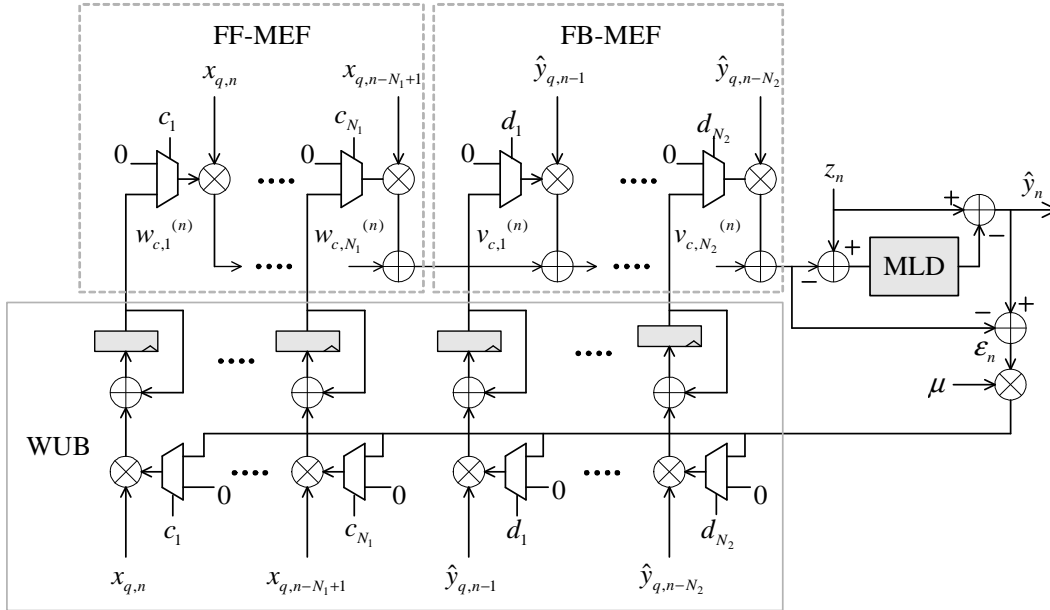 FF-MEF
FB-MEF
x_{q,n}
x_{q,n-N_1+1}
ŷ_{q,n-1}
ŷ_{q,n-N_2}
c_1
c_{N_1}
d_1
d_{N_2}
0
0
0
0
z_n
ŷ_n
w_{c,1}^{(n)}
w_{c,N_1}^{(n)}
v_{c,1}^{(n)}
v_{c,N_2}^{(n)}
+
−
+
−
MLD
−
+
ε_n
μ
WUB
0
0
0
0
c_1
c_{N_1}
d_1
d_{N_2}
x_{q,n}
x_{q,n-N_1+1}
ŷ_{q,n-1}
ŷ_{q,n-N_2}